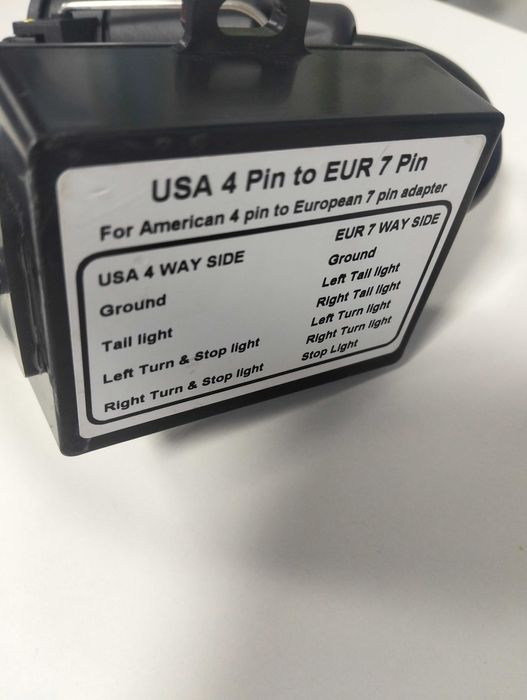 USA 4 Pin to EUR 7 Pin
For American 4 pin to European 7 pin adapter
USA 4 WAY SIDE
Ground
Tail light
Left Turn & Stop light
Right Turn & Stop light
EUR 7 WAY SIDE
Ground
Left Tail light
Right Tail light
Left Turn light
Right Turn light
Stop Light